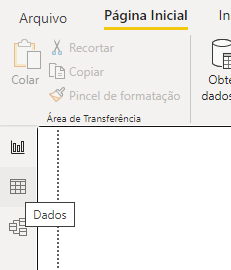 Arquivo Página Inicial In
Recortar
Copiar
Colar
Pincel de formatação
Obte
dados
Área de Transferência
Dados